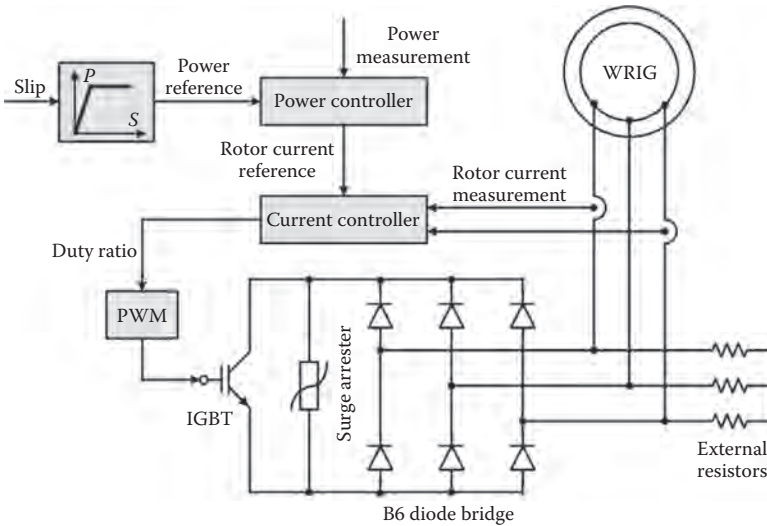 Power
measurement
WRIG
Slip
P
S
Power
reference
Power controller
Rotor current
reference
Rotor current
measurement
Current controller
Duty ratio
PWM
IGBT
Surge arrester
External
resistors
B6 diode bridge